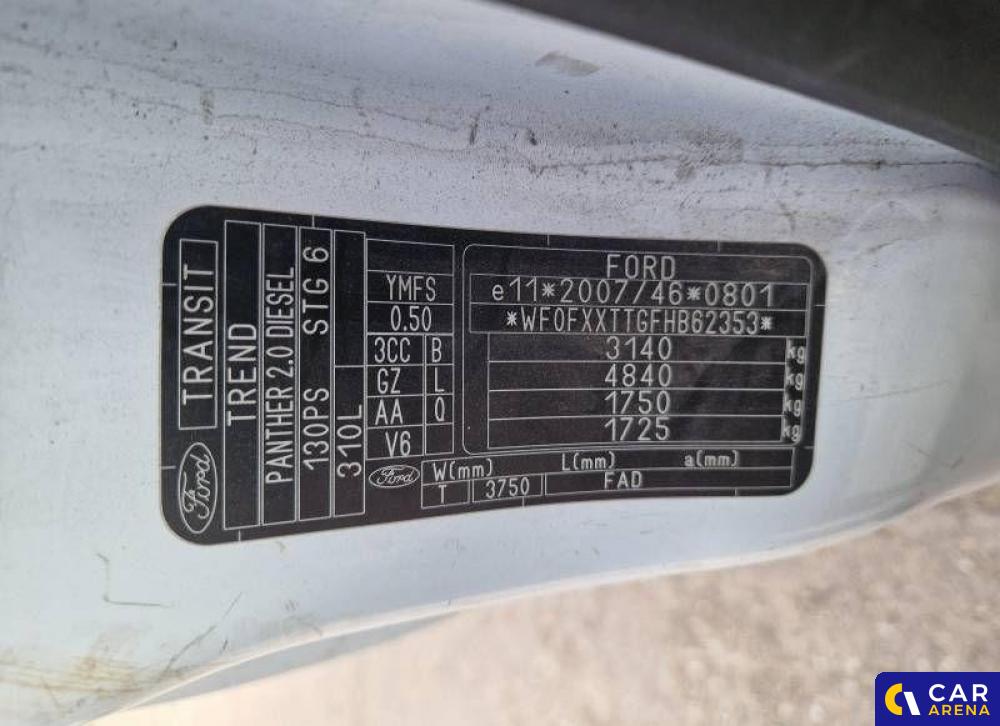 Ford
TRANSIT
TREND
PANTHER 2.0 DIESEL
130PS STG 6
310L
YMFS
0.50
3CC B
GZ L
AA Q
V6
Ford
FORD
e11*2007/46*0801
*WF0FXXTTGFHB62353*
3140 kg
4840 kg
1750 kg
1725 kg
W(mm) L(mm) a(mm)
T 3750 FAD
CAR
ARENA